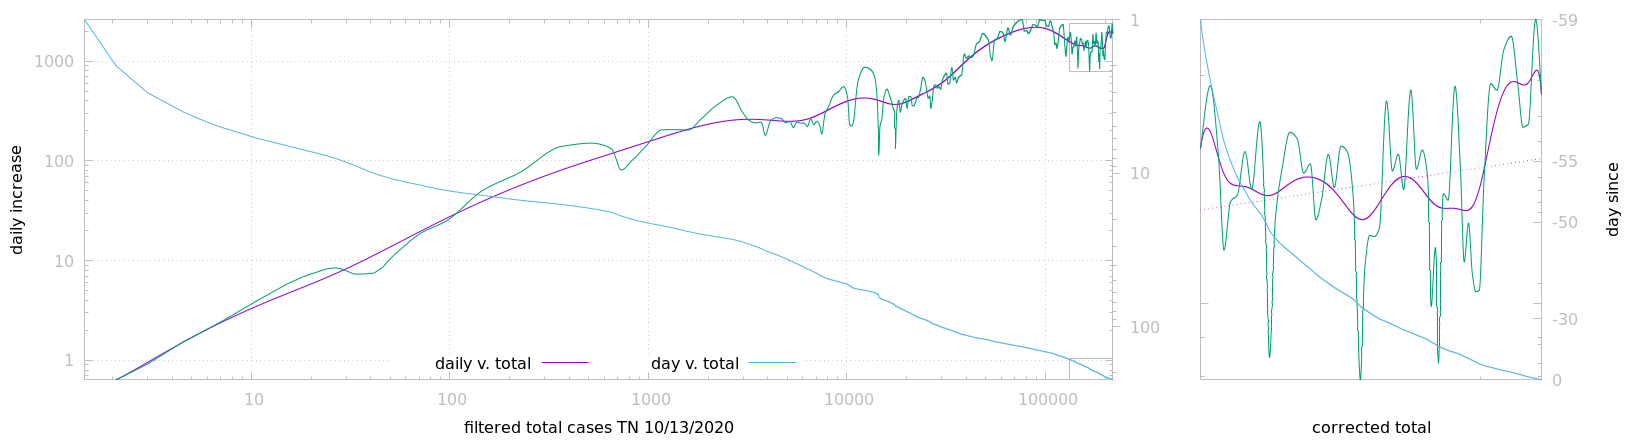 1000
100
10
1
daily increase
10
100
1000
10000
100000
filtered total cases TN 10/13/2020
daily v. total
day v. total
1
10
100
-59
-55
-50
-30
0
day since
corrected total